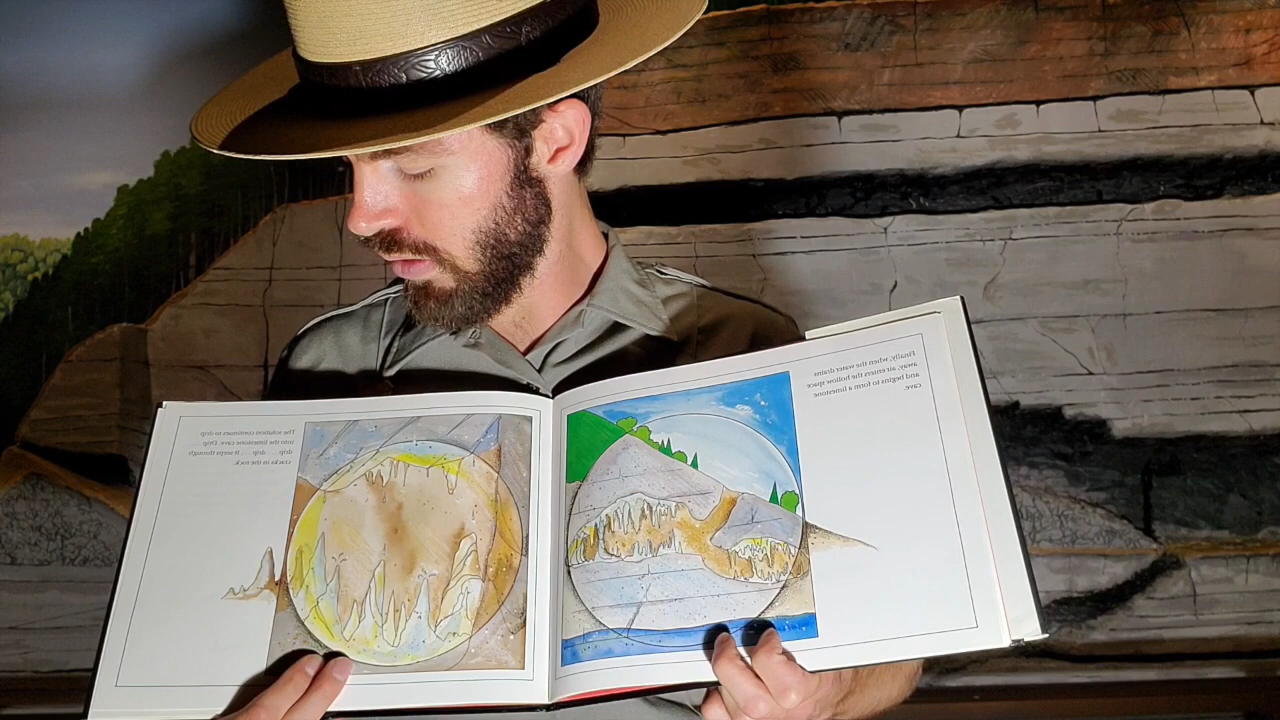 Finally, when the water drains
away, air enters the hollow space
and begins to form a limestone
cave.
The solution continues to drip
into the limestone cave. Drip . . .
drip . . . drip . . . It seeps through
cracks in the rock.